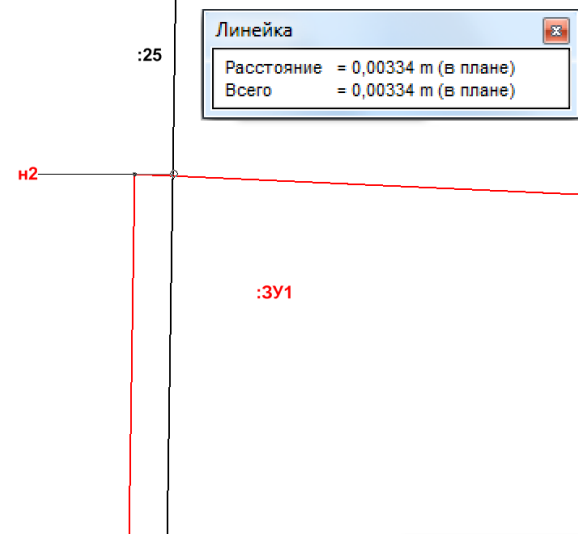 Линейка
:25
Расстояние = 0,00334 m (в плане)
Всего = 0,00334 m (в плане)
н2
:ЗУ1